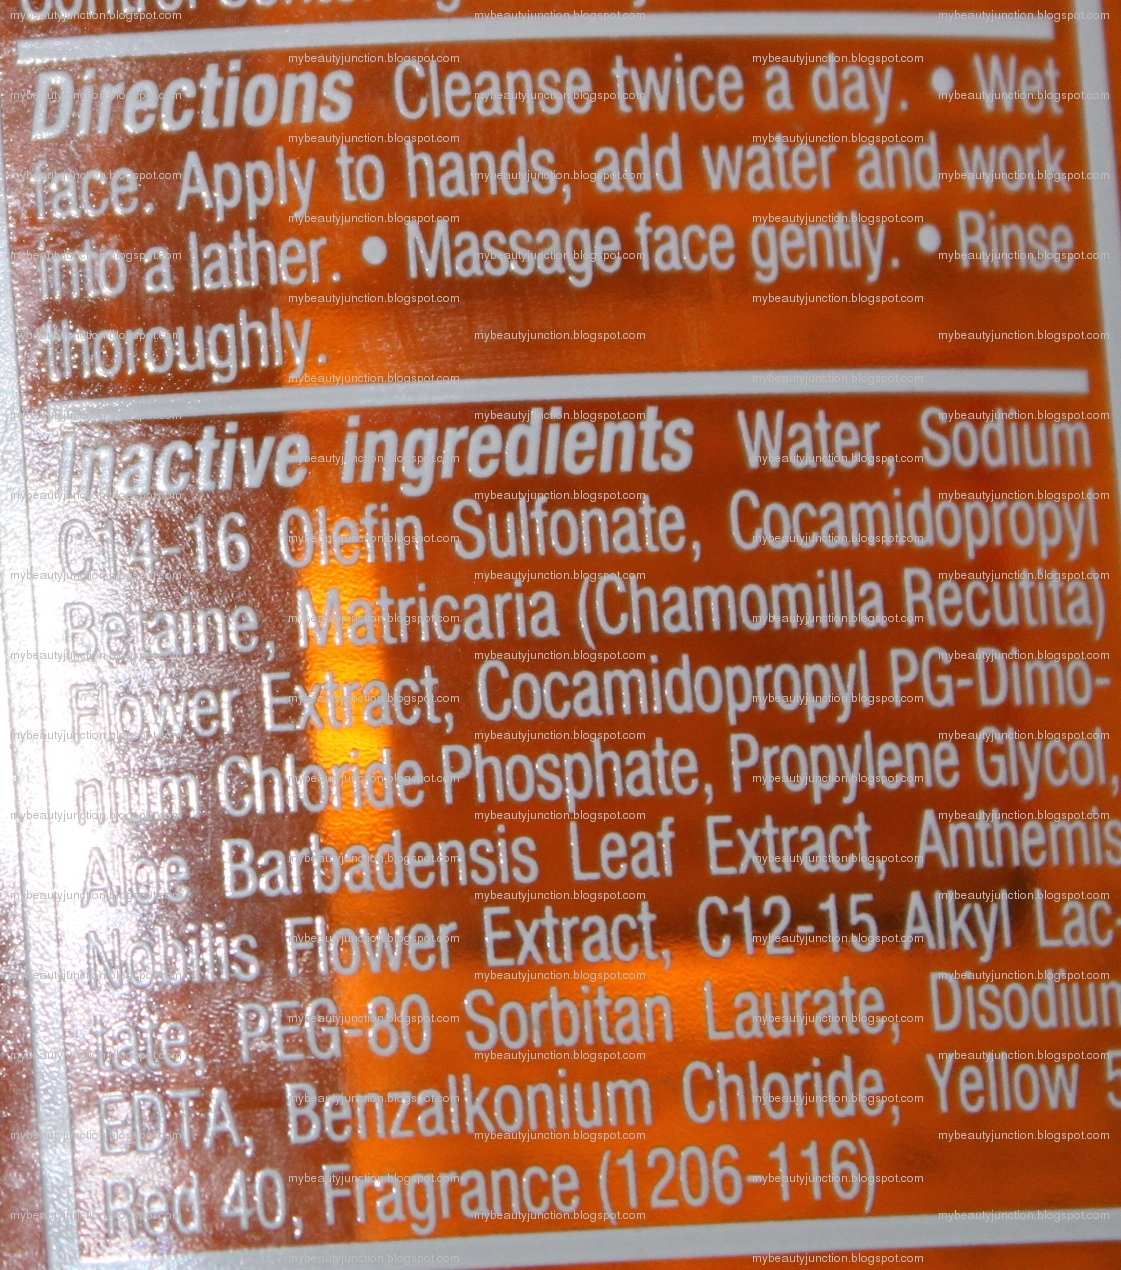 Directions Cleanse twice a day. • Wet
face. Apply to hands, add water and work
into a lather. • Massage face gently. • Rinse
thoroughly.
Inactive ingredients Water, Sodium
C14-16 Olefin Sulfonate, Cocamidopropyl
Betaine, Matricaria (Chamomilla Recutita)
Flower Extract, Cocamidopropyl PG-Dimo-
nium Chloride Phosphate, Propylene Glycol,
Aloe Barbadensis Leaf Extract, Anthemis
Nobilis Flower Extract, C12-15 Alkyl Lac-
tate, PEG-80 Sorbitan Laurate, Disodium
EDTA, Benzalkonium Chloride, Yellow 5
Red 40, Fragrance (1206-116)
mybeautyjunction.blogspot.com